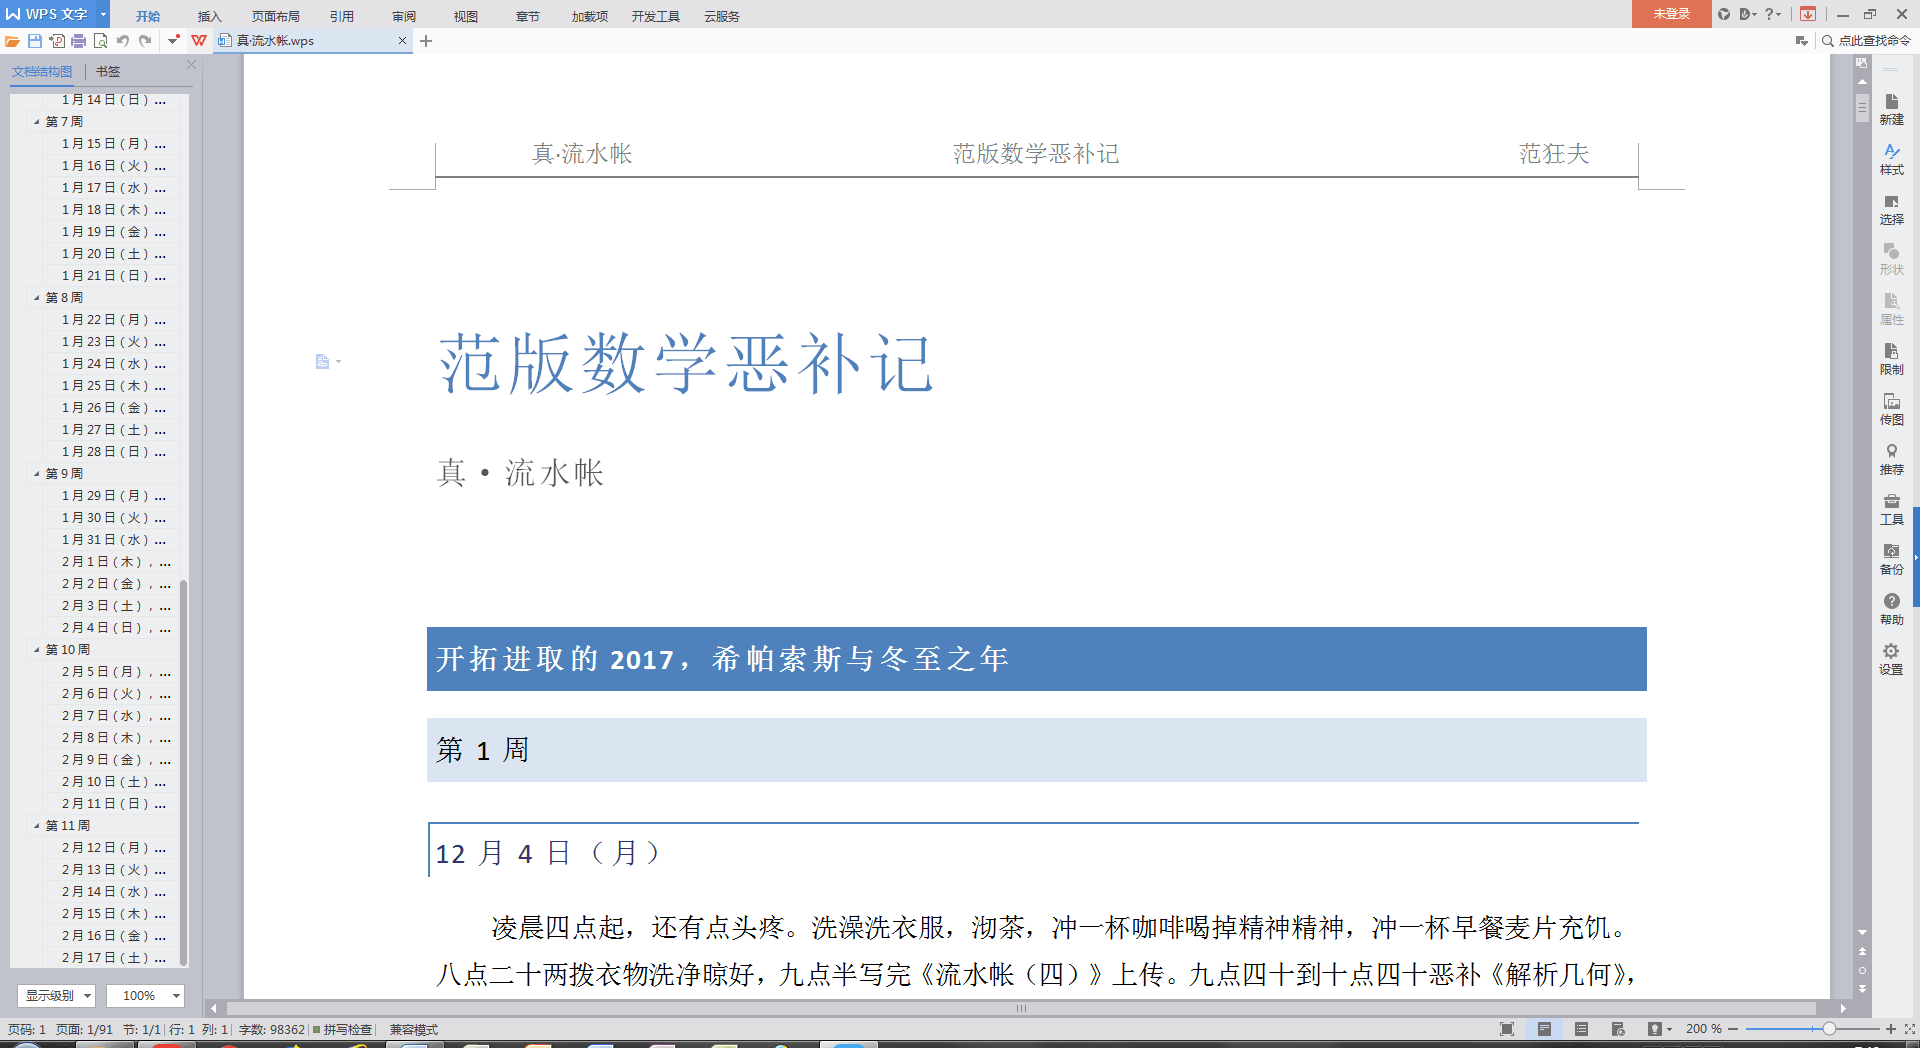 WPS 文字
开始 插入 页面布局 引用 审阅 视图 章节 加载项 开发工具 云服务
未登录
真·流水帐.wps
点此查找命令
文档结构图 书签
1月14日(日) ...
第7周
1月15日(月) ...
1月16日(火) ...
1月17日(水) ...
1月18日(木) ...
1月19日(金) ...
1月20日(土) ...
1月21日(日) ...
第8周
1月22日(月) ...
1月23日(火) ...
1月24日(水) ...
1月25日(木) ...
1月26日(金) ...
1月27日(土) ...
1月28日(日) ...
第9周
1月29日(月) ...
1月30日(火) ...
1月31日(水) ...
2月1日(木), ...
2月2日(金), ...
2月3日(土), ...
2月4日(日), ...
第10周
2月5日(月), ...
2月6日(火), ...
2月7日(水), ...
2月8日(木), ...
2月9日(金), ...
2月10日(土) ...
2月11日(日) ...
第11周
2月12日(月) ...
2月13日(火) ...
2月14日(水) ...
2月15日(木) ...
2月16日(金) ...
2月17日(土) ...
显示级别 100%
真·流水帐 范版数学恶补记 范狂夫
范版数学恶补记
真·流水帐
开拓进取的 2017，希帕索斯与冬至之年
第 1 周
12 月 4 日（月）
凌晨四点起，还有点头疼。洗澡洗衣服，沏茶，冲一杯咖啡喝掉精神精神，冲一杯早餐麦片充饥。
八点二十两拨衣物洗净晾好，九点半写完《流水帐（四）》上传。九点四十到十点四十恶补《解析几何》，
新建
样式
选择
形状
属性
限制
传图
推荐
工具
备份
帮助
设置
页码: 1 页面: 1/91 节: 1/1 行: 1 列: 1 字数: 98362 拼写检查 兼容模式
200 %